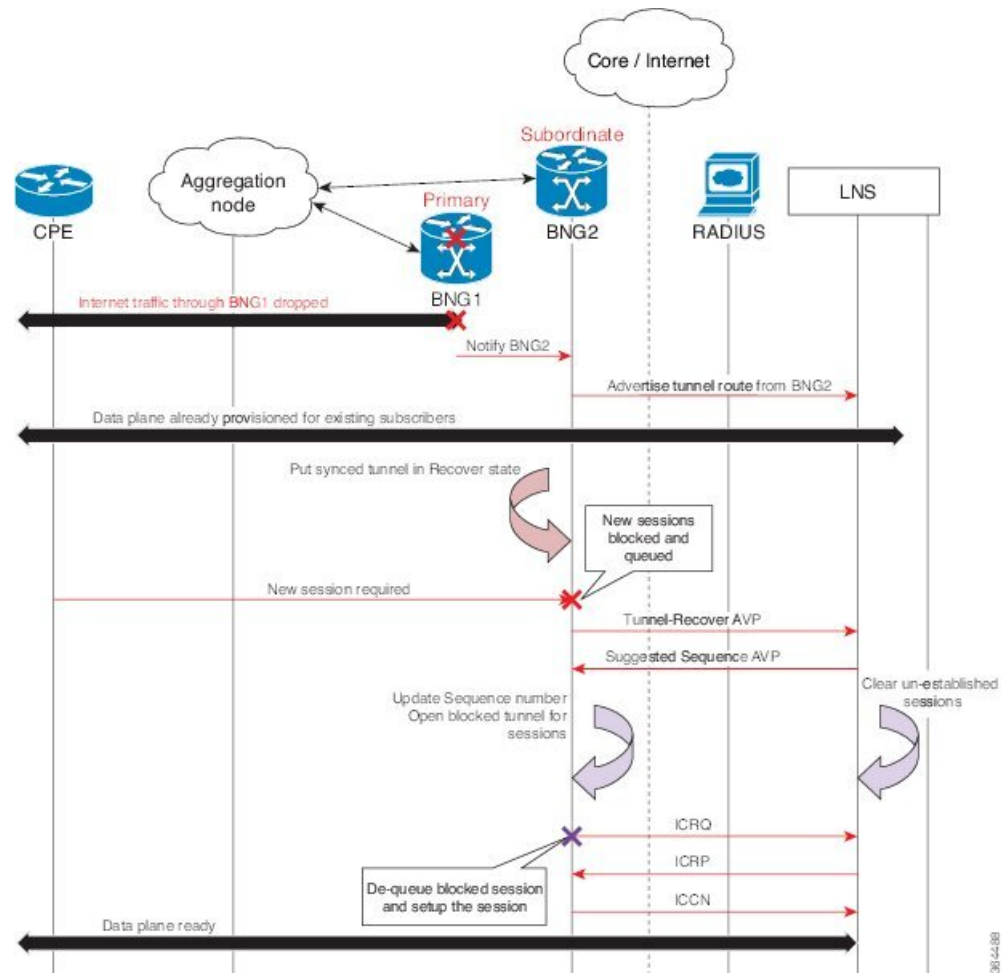 Core / Internet
Subordinate
Aggregation
node
LNS
Primary
CPE
BNG2
RADIUS
BNG1
Internet traffic through BNG1 dropped
Notify BNG2
Advertise tunnel route from BNG2
Data plane already provisioned for existing subscribers
Put synced tunnel in Recover state
New sessions
blocked and
queued
New session required
Tunnel-Recover AVP
Suggested Sequence AVP
Clear un-established
sessions
Update Sequence number
Open blocked tunnel for
sessions
ICRQ
ICRP
De-queue blocked session
and setup the session
ICCN
Data plane ready
364488